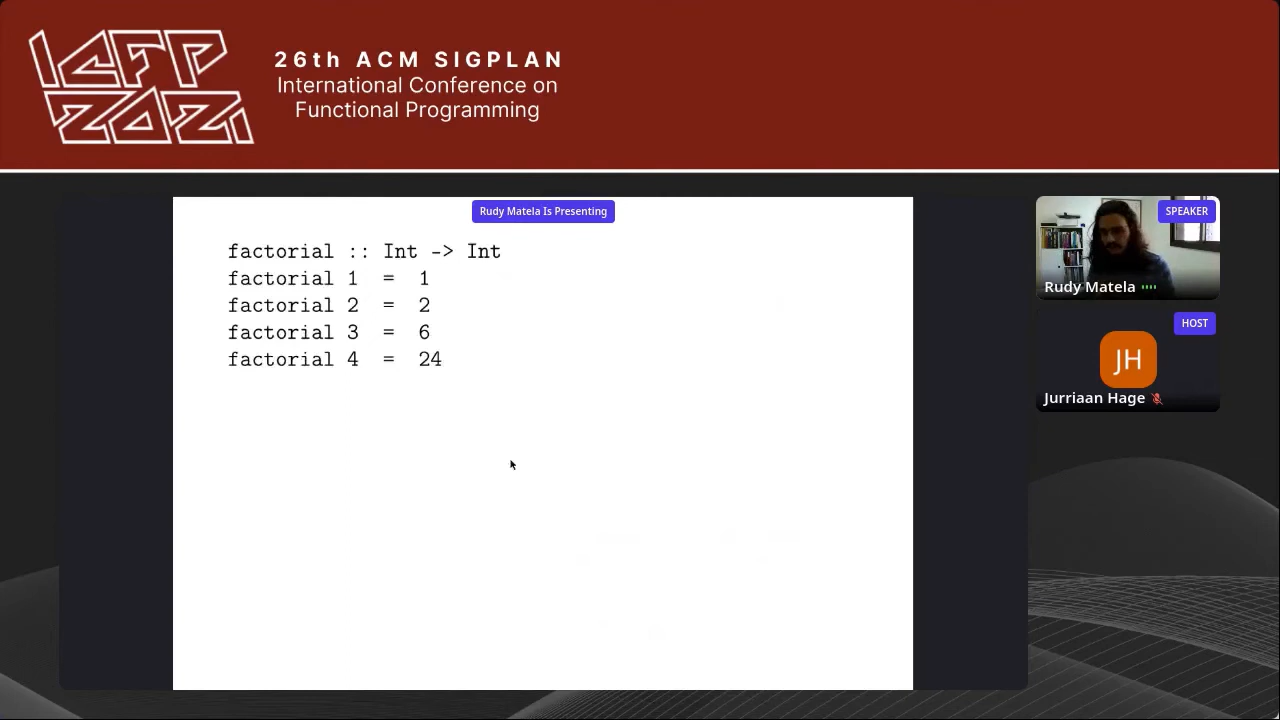 ICFP
2021
26th ACM SIGPLAN
International Conference on
Functional Programming
Rudy Matela Is Presenting
factorial :: Int -> Int
factorial 1 = 1
factorial 2 = 2
factorial 3 = 6
factorial 4 = 24
SPEAKER
Rudy Matela
HOST
JH
Jurriaan Hage